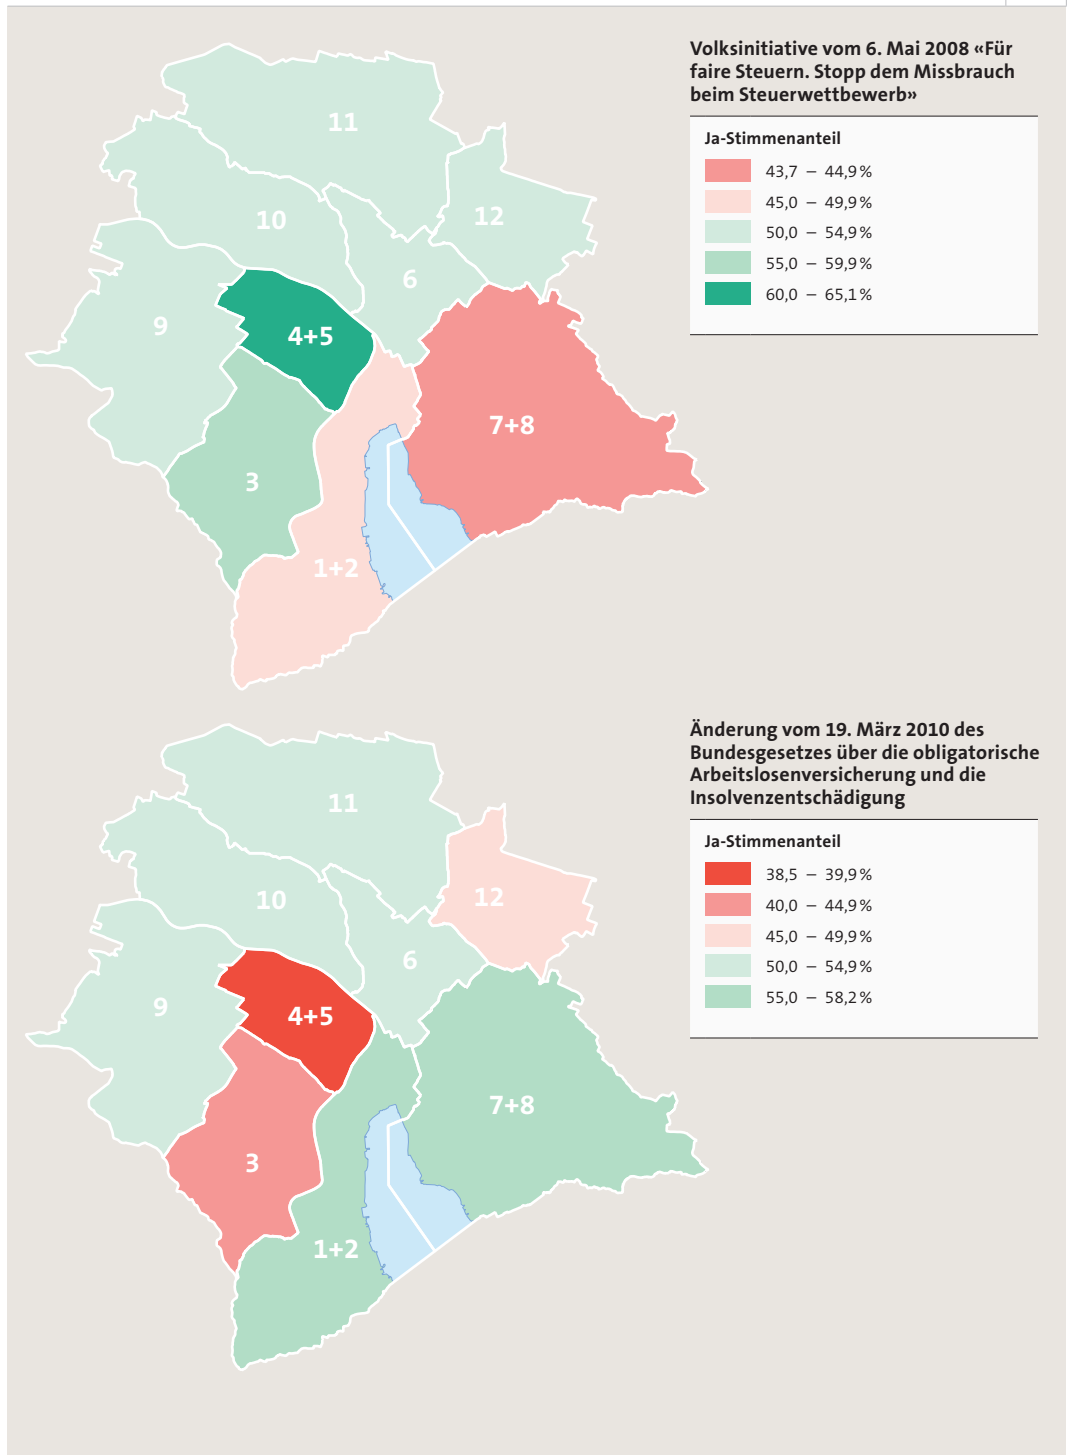 Volksinitiative vom 6. Mai 2008 «Für
faire Steuern. Stopp dem Missbrauch
beim Steuerwettbewerb»
Ja-Stimmenanteil
43,7 – 44,9 %
45,0 – 49,9 %
50,0 – 54,9 %
55,0 – 59,9 %
60,0 – 65,1 %
11
12
10
6
9
4+5
7+8
3
1+2
Änderung vom 19. März 2010 des
Bundesgesetzes über die obligatorische
Arbeitslosenversicherung und die
Insolvenzentschädigung
Ja-Stimmenanteil
38,5 – 39,9 %
40,0 – 44,9 %
45,0 – 49,9 %
50,0 – 54,9 %
55,0 – 58,2 %
11
12
10
6
9
4+5
7+8
3
1+2